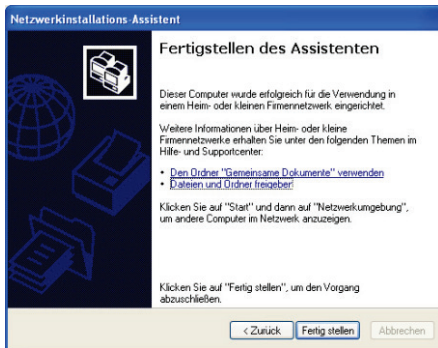 Netzwerkinstallations-Assistent
Fertigstellen des Assistenten
Dieser Computer wurde erfolgreich für die Verwendung in
einem Heim- oder kleinen Firmennetzwerk eingerichtet.
Weitere Informationen über Heim- oder kleine
Firmennetzwerke erhalten Sie unter den folgenden Themen im
Hilfe- und Supportcenter:
• Den Ordner "Gemeinsame Dokumente" verwenden
• Dateien und Ordner freigeben
Klicken Sie auf "Start" und dann auf "Netzwerkumgebung",
um andere Computer im Netzwerk anzuzeigen.
Klicken Sie auf "Fertig stellen", um den Vorgang
abzuschließen.
< Zurück Fertig stellen Abbrechen